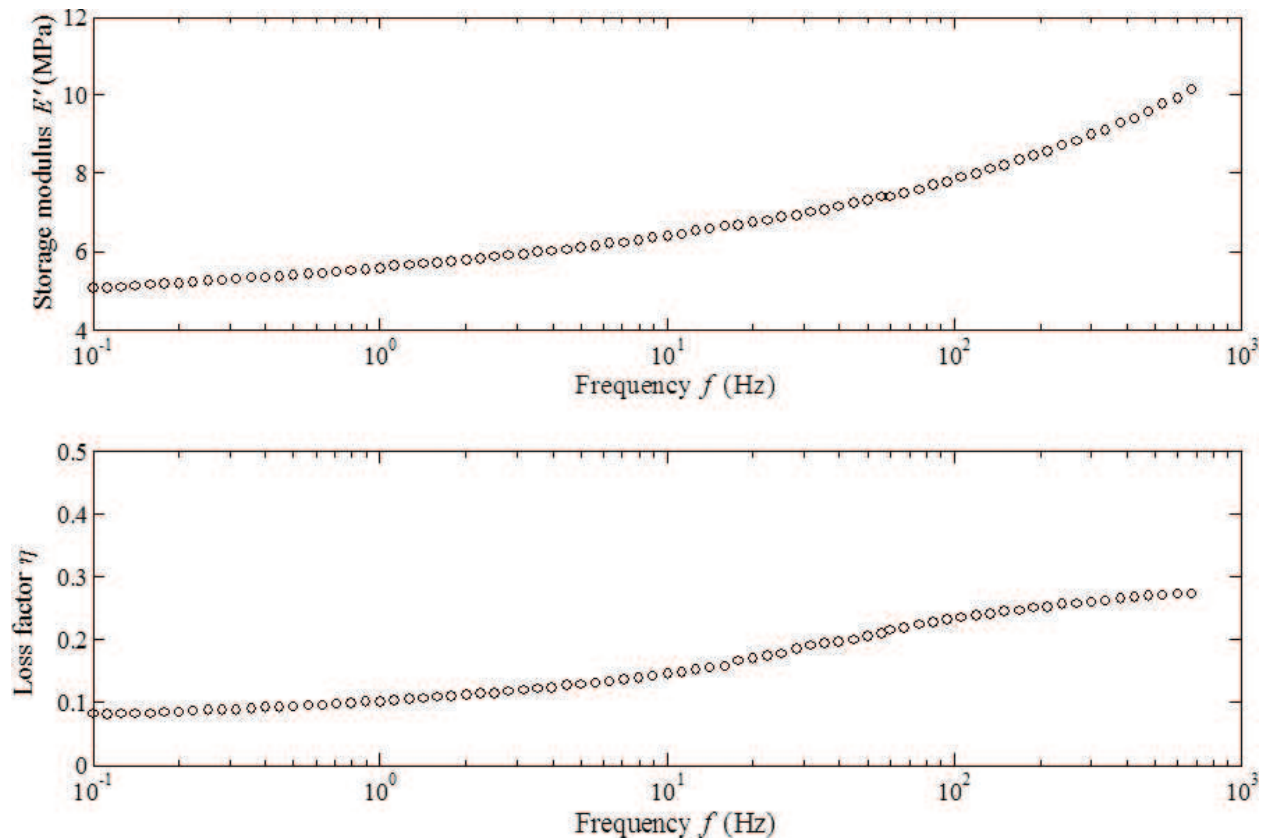 12
10
8
6
4
Storage modulus E′ (MPa)
10⁻¹ 10⁰ 10¹ 10² 10³
Frequency f (Hz)
0.5
0.4
0.3
0.2
0.1
0
Loss factor η
10⁻¹ 10⁰ 10¹ 10² 10³
Frequency f (Hz)